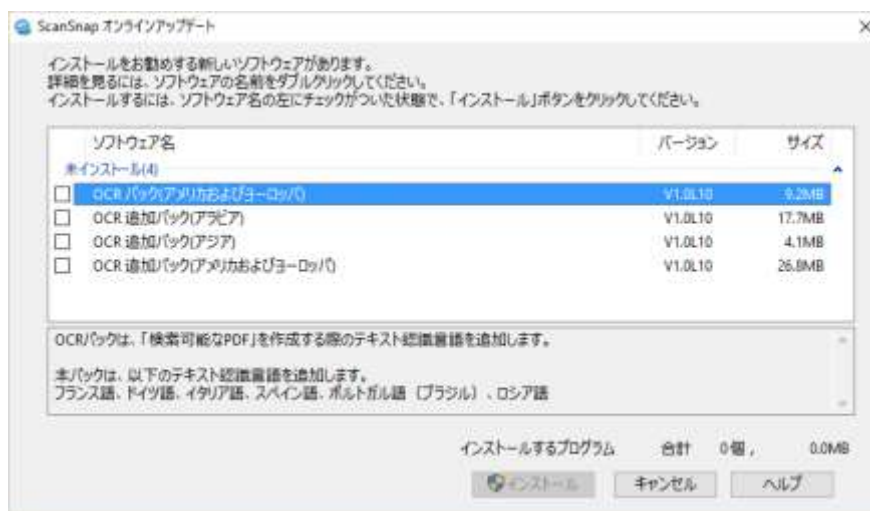 ScanSnap オンラインアップデート
インストールをお勧めする新しいソフトウェアがあります。
詳細を見るには、ソフトウェアの名前をダブルクリックしてください。
インストールするには、ソフトウェア名の左にチェックがついた状態で、「インストール」ボタンをクリックしてください。
ソフトウェア名 バージョン サイズ
未インストール(4)
OCR パック(アメリカおよびヨーロッパ) V1.0L10 9.2MB
OCR 追加パック(アラビア) V1.0L10 17.7MB
OCR 追加パック(アジア) V1.0L10 4.1MB
OCR 追加パック(アメリカおよびヨーロッパ) V1.0L10 26.8MB
OCRパックは、「検索可能なPDF」を作成する際のテキスト認識言語を追加します。
本パックは、以下のテキスト認識言語を追加します。
フランス語、ドイツ語、イタリア語、スペイン語、ポルトガル語（ブラジル）、ロシア語
インストールするプログラム 合計 0個， 0.0MB
インストール キャンセル ヘルプ